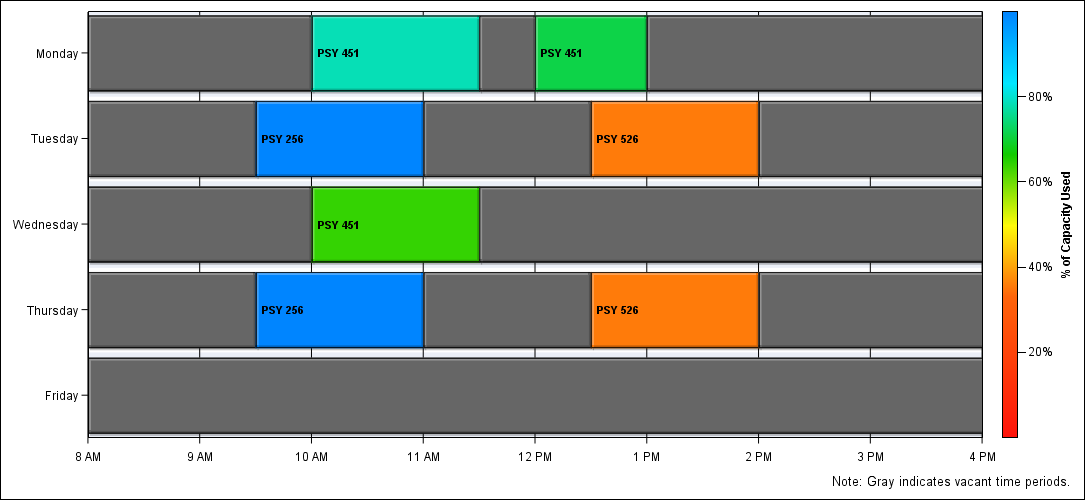 Monday
PSY 451
PSY 451
Tuesday
PSY 256
PSY 526
Wednesday
PSY 451
Thursday
PSY 256
PSY 526
Friday
8 AM
9 AM
10 AM
11 AM
12 PM
1 PM
2 PM
3 PM
4 PM
80%
60%
40%
20%
% of Capacity Used
Note: Gray indicates vacant time periods.